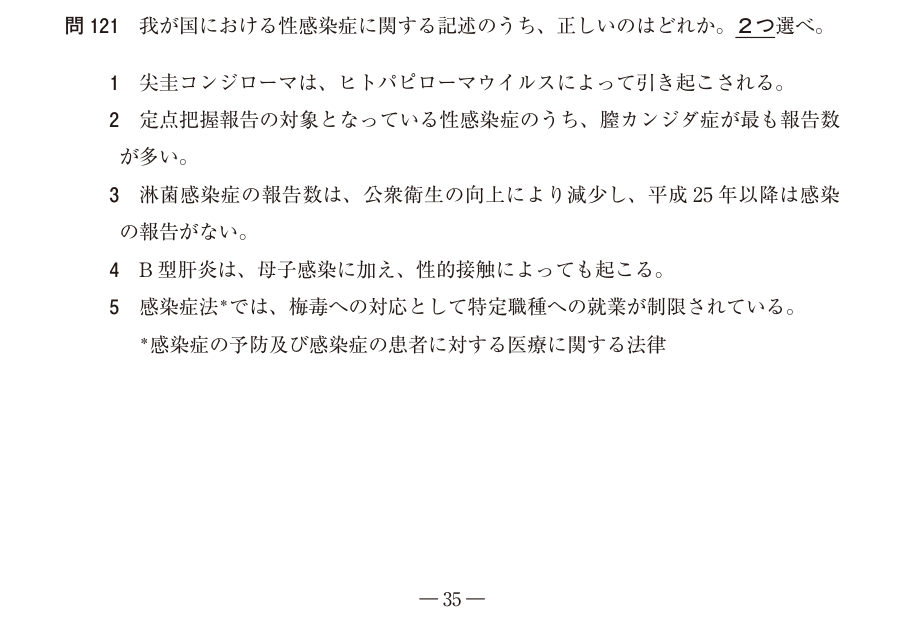 問 121　我が国における性感染症に関する記述のうち、正しいのはどれか。２つ選べ。
1　尖圭コンジローマは、ヒトパピローマウイルスによって引き起こされる。
2　定点把握報告の対象となっている性感染症のうち、膣カンジダ症が最も報告数
が多い。
3　淋菌感染症の報告数は、公衆衛生の向上により減少し、平成 25 年以降は感染
の報告がない。
4　B 型肝炎は、母子感染に加え、性的接触によっても起こる。
5　感染症法*では、梅毒への対応として特定職種への就業が制限されている。
*感染症の予防及び感染症の患者に対する医療に関する法律
― 35 ―